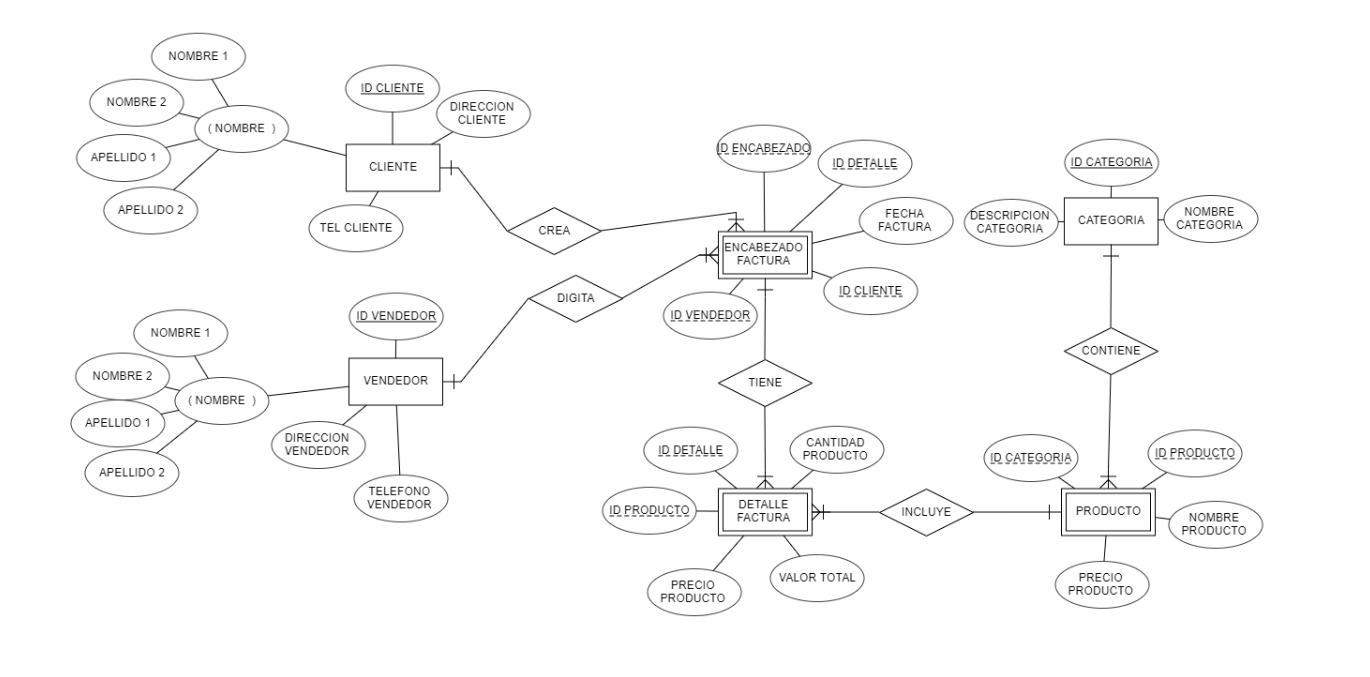 NOMBRE 1
NOMBRE 2
( NOMBRE )
APELLIDO 1
APELLIDO 2
ID CLIENTE
DIRECCION
CLIENTE
CLIENTE
TEL CLIENTE
CREA
ID ENCABEZADO
ID DETALLE
FECHA
FACTURA
ENCABEZADO
FACTURA
ID CLIENTE
ID VENDEDOR
DIGITA
ID CATEGORIA
DESCRIPCION
CATEGORIA
CATEGORIA
NOMBRE
CATEGORIA
NOMBRE 1
NOMBRE 2
( NOMBRE )
APELLIDO 1
APELLIDO 2
ID VENDEDOR
VENDEDOR
DIRECCION
VENDEDOR
TELEFONO
VENDEDOR
TIENE
CONTIENE
ID DETALLE
CANTIDAD
PRODUCTO
ID PRODUCTO
DETALLE
FACTURA
INCLUYE
PRECIO
PRODUCTO
VALOR TOTAL
ID CATEGORIA
ID PRODUCTO
PRODUCTO
NOMBRE
PRODUCTO
PRECIO
PRODUCTO